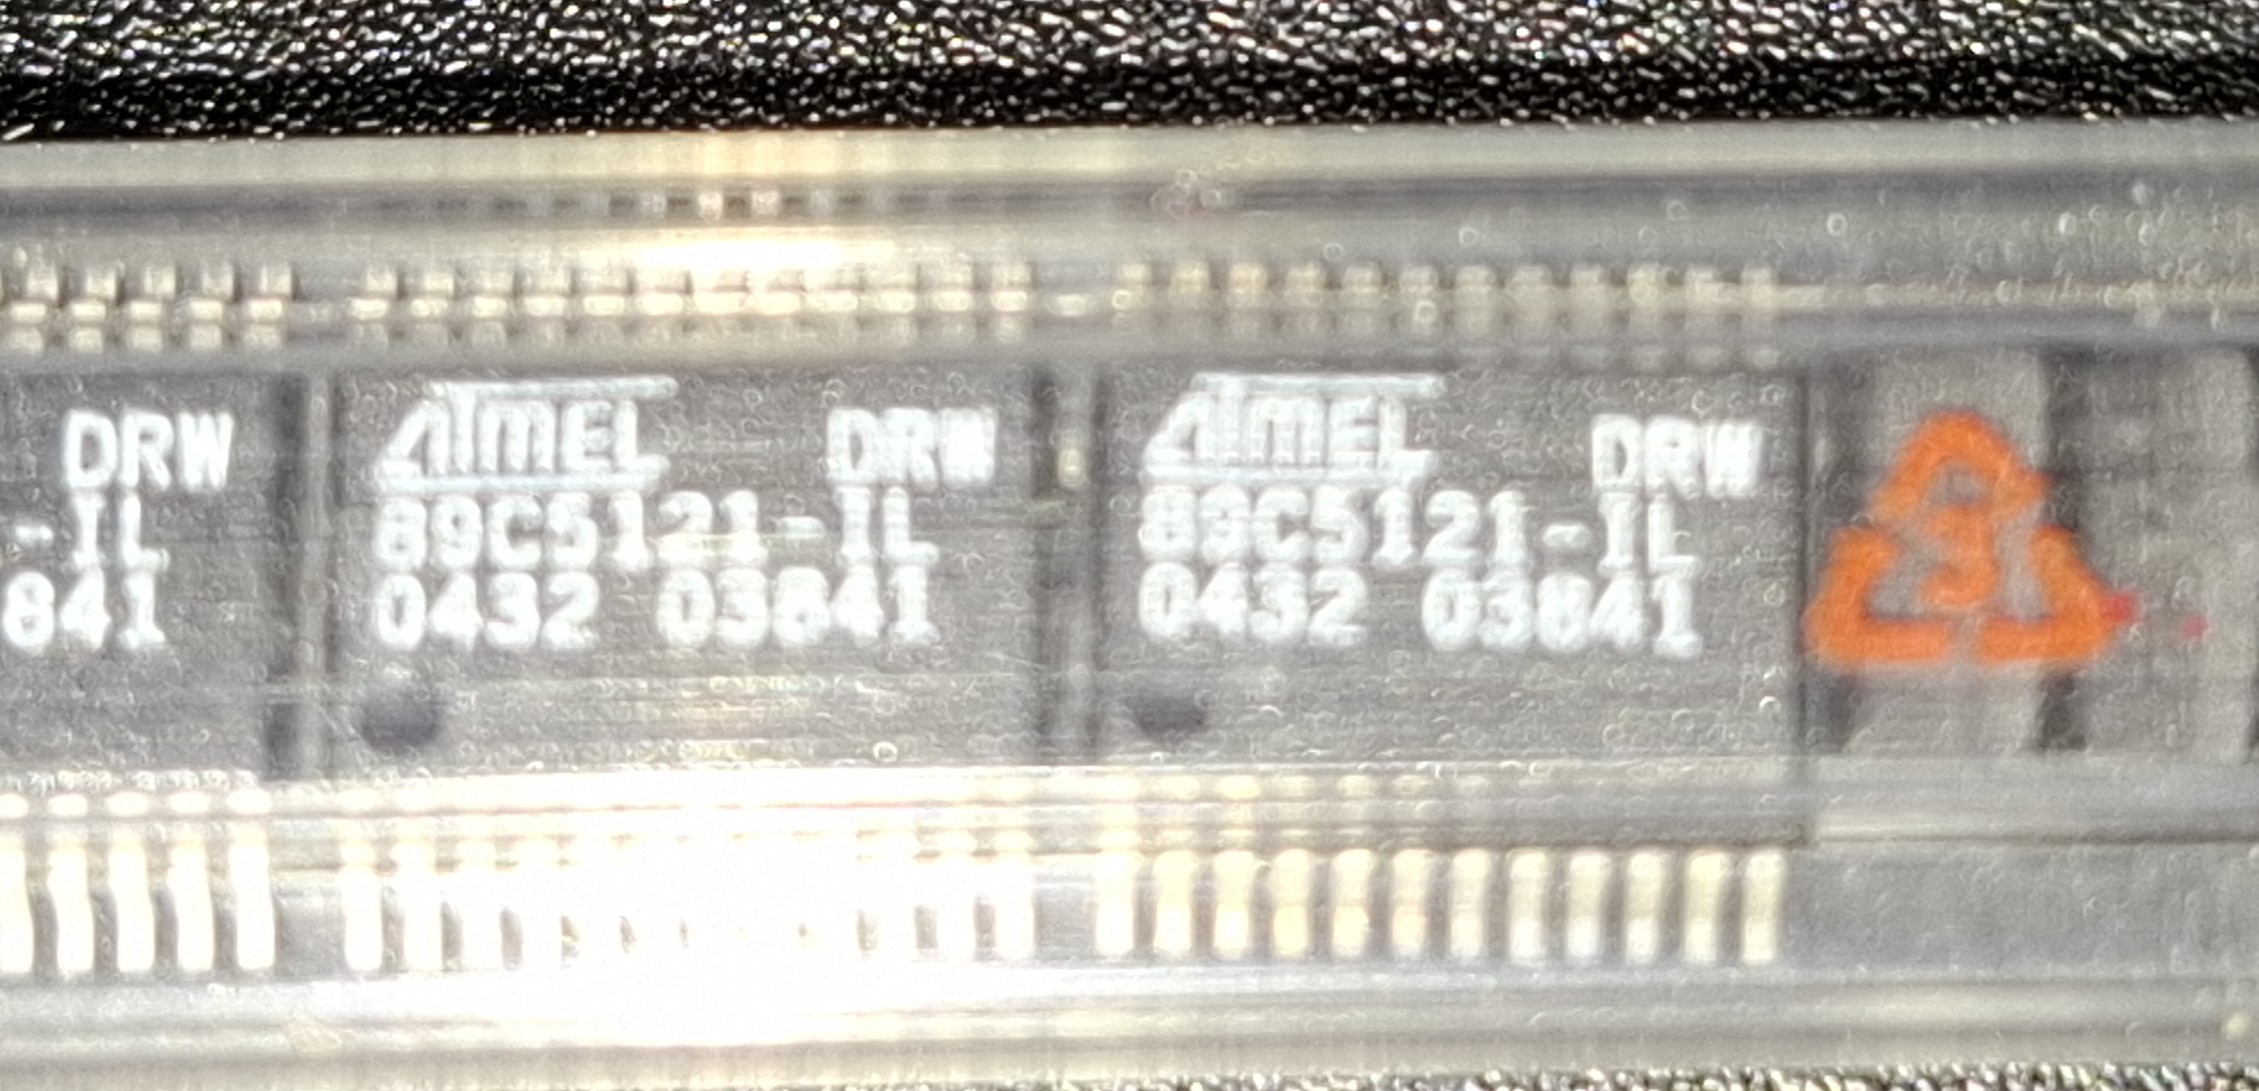 DRW
-IL
841
ATMEL DRW
89C5121-IL
0432 03841
ATMEL DRW
89C5121-IL
0432 03841
3